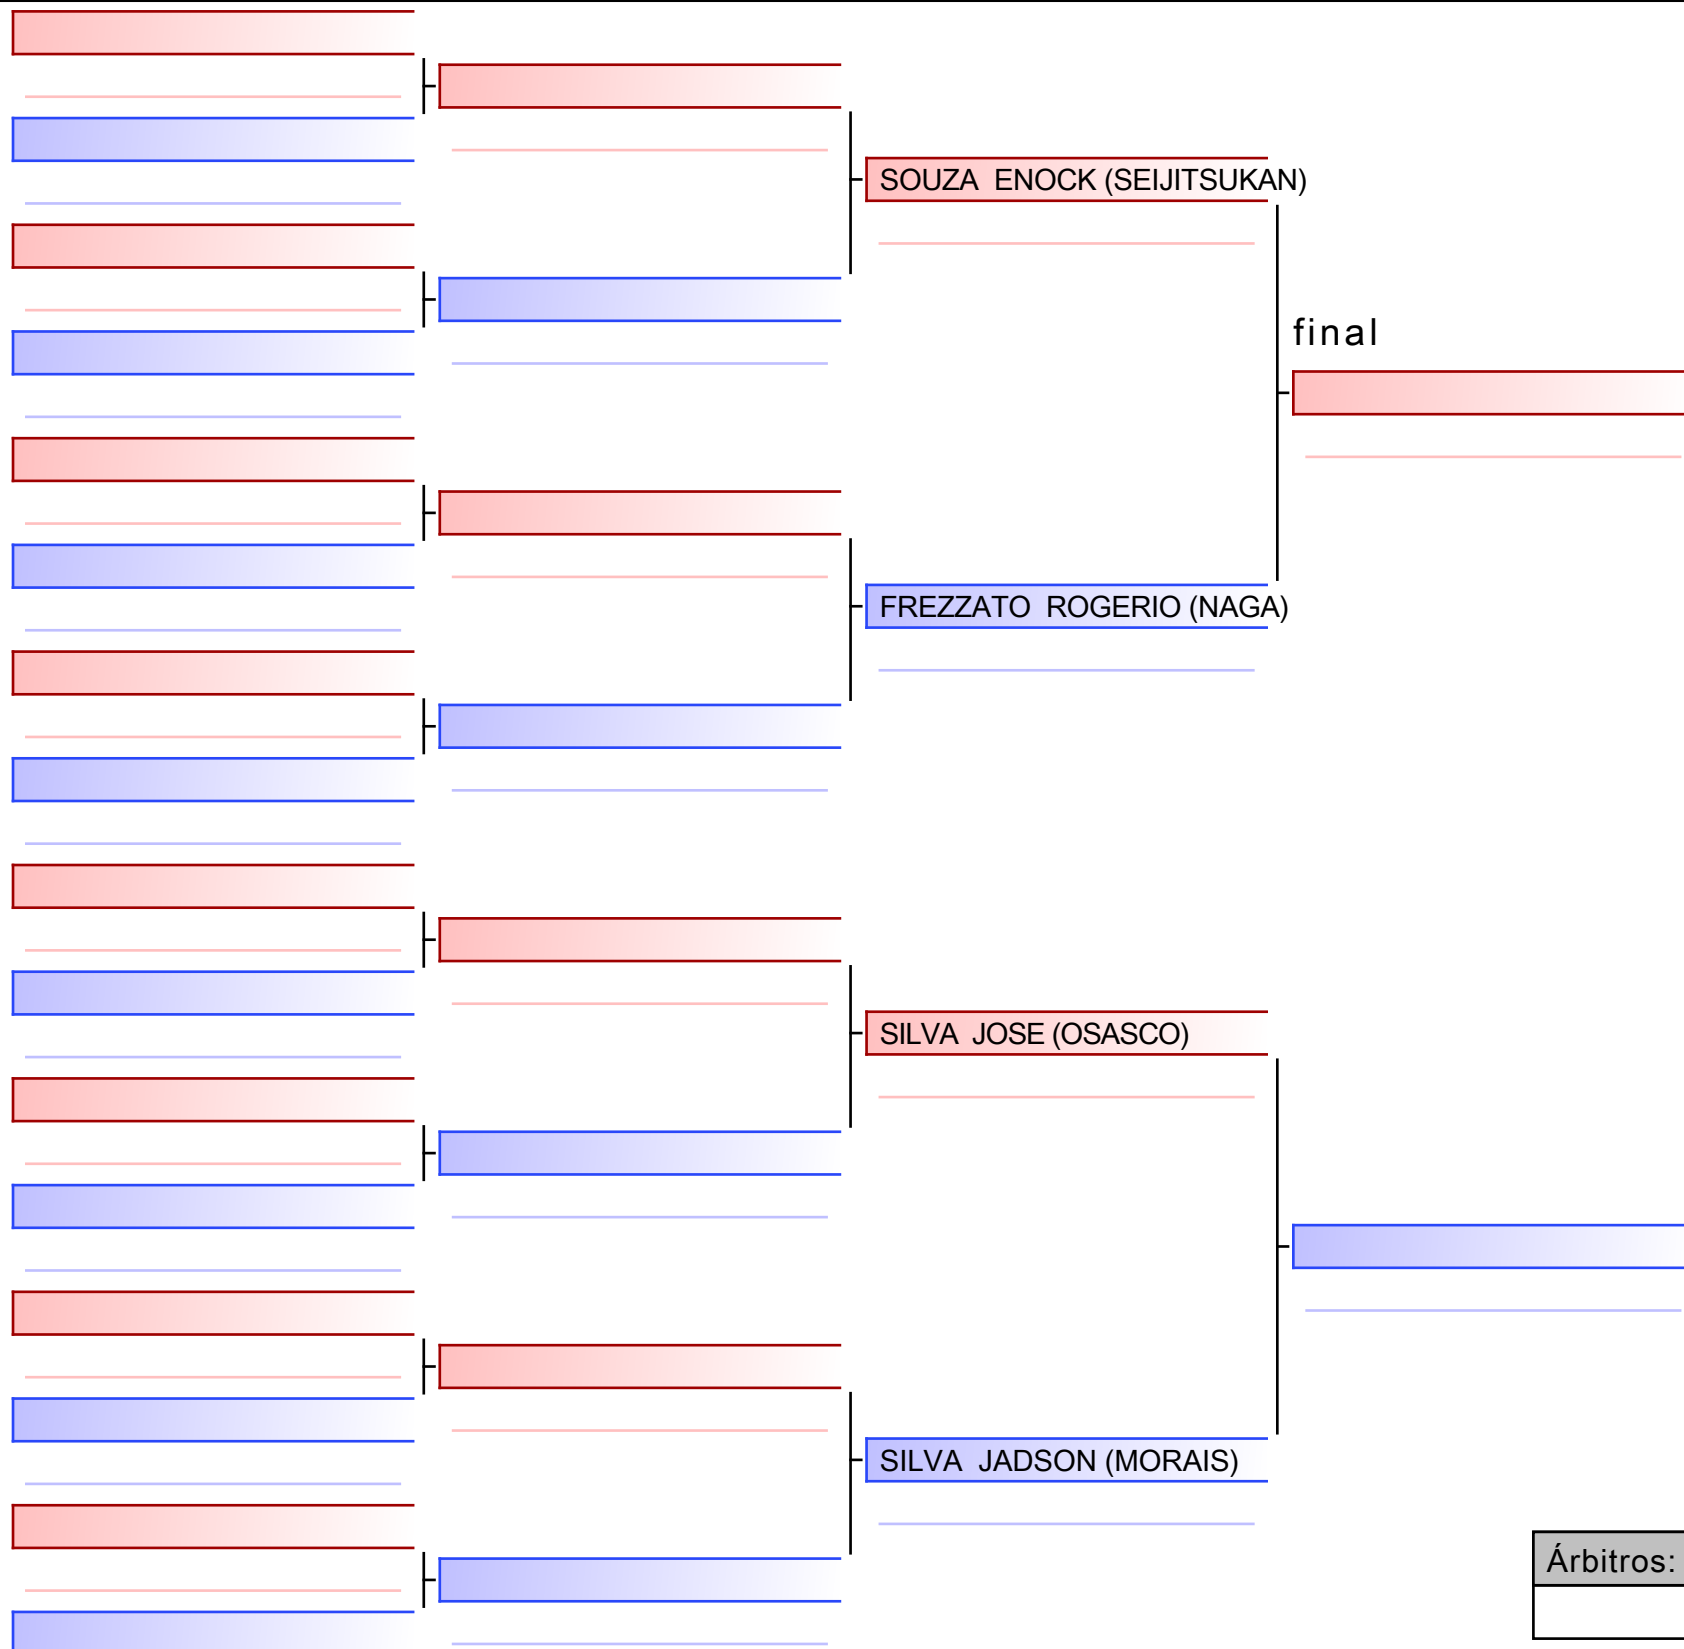 SOUZA ENOCK (SEIJITSUKAN)
final
FREZZATO ROGERIO (NAGA)
SILVA JOSE (OSASCO)
SILVA JADSON (MORAIS)
Árbitros: